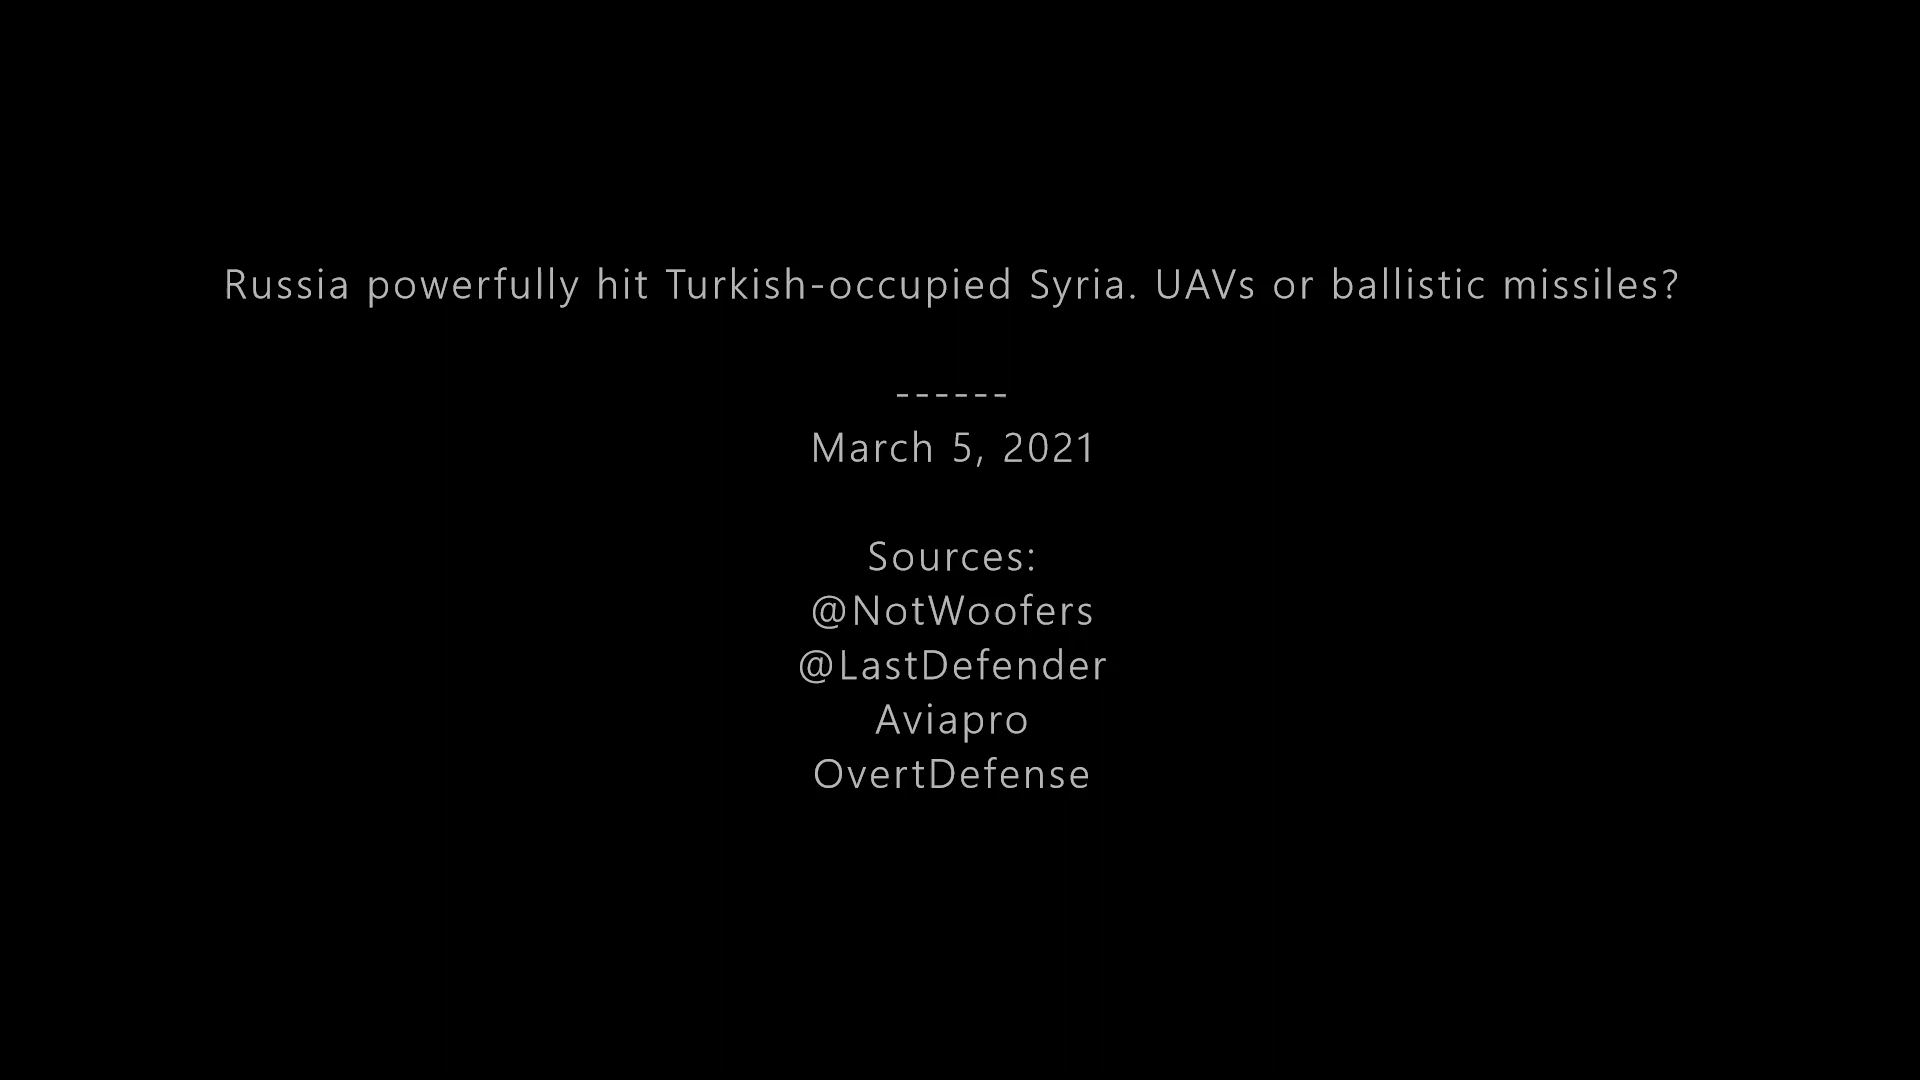 Russia powerfully hit Turkish-occupied Syria. UAVs or ballistic missiles?
------
March 5, 2021
Sources:
@NotWoofers
@LastDefender
Aviapro
OvertDefense